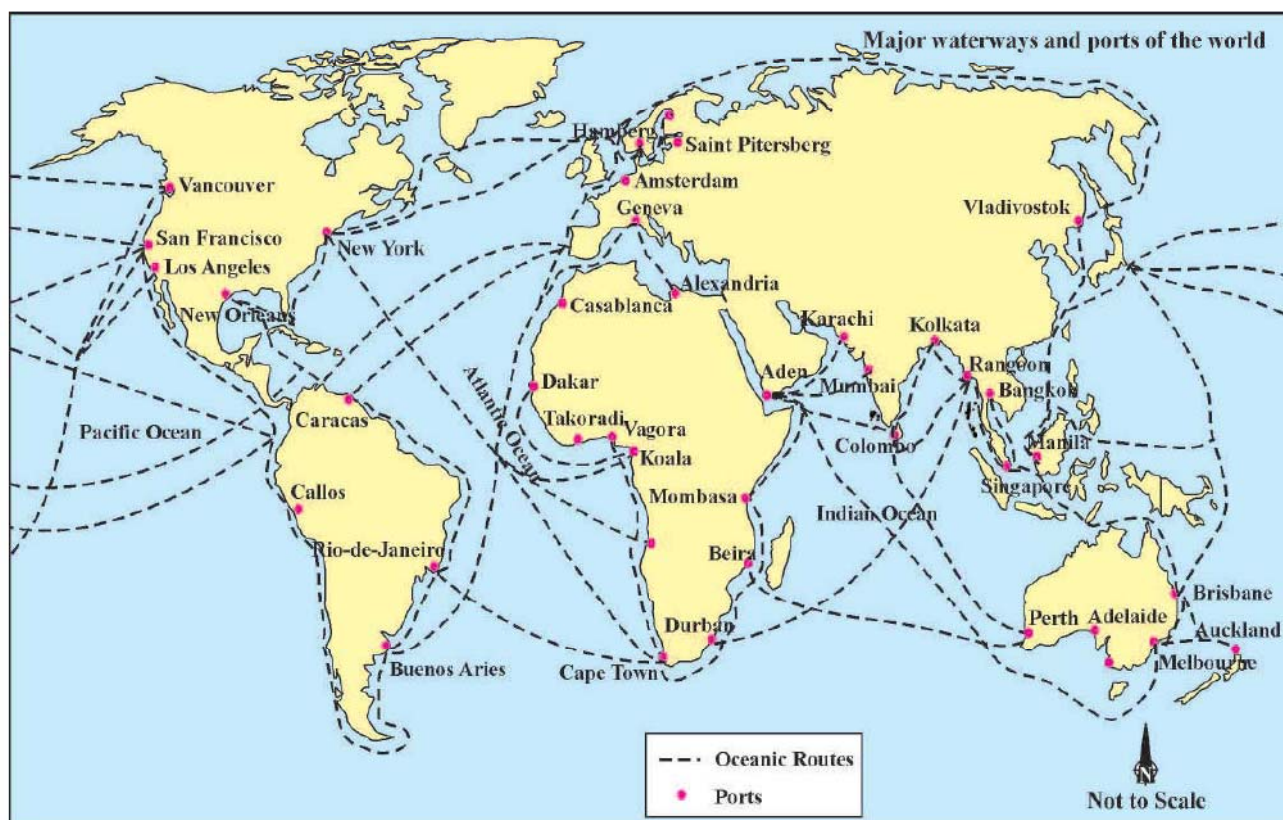 Major waterways and ports of the world
Hamberg
Saint Pitersberg
Vancouver
Amsterdam
Geneva
Vladivostok
San Francisco
New York
Los Angeles
Alexandria
New Orleans
Casablanca
Karachi
Kolkata
Rangoon
Aden
Mumbai
Bangkok
Dakar
Atlantic Ocean
Caracas
Takoradi
Vagora
Pacific Ocean
Colombo
Manila
Koala
Singapore
Callos
Mombasa
Indian Ocean
Rio-de-Janeiro
Beira
Brisbane
Durban
Perth
Adelaide
Auckland
Buenos Aries
Cape Town
Melbourne
Oceanic Routes
Ports
N
Not to Scale